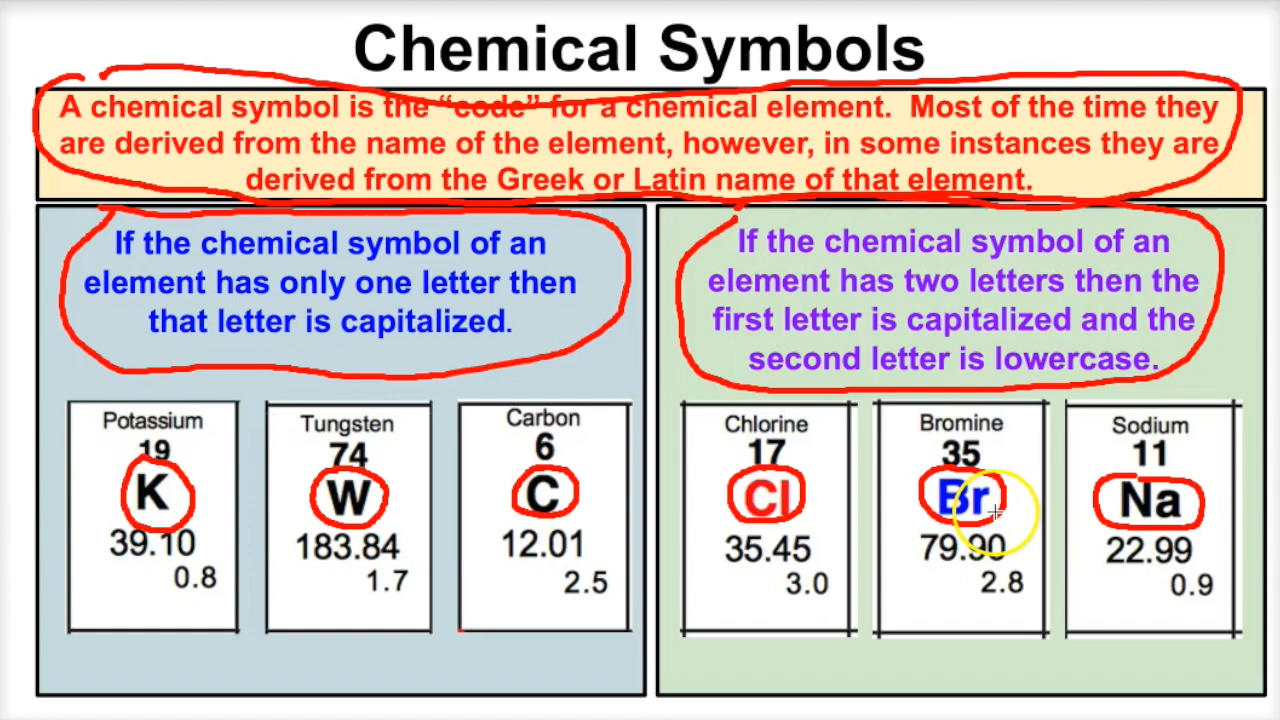 Chemical Symbols
A chemical symbol is the “code” for a chemical element. Most of the time they
are derived from the name of the element, however, in some instances they are
derived from the Greek or Latin name of that element.
If the chemical symbol of an
element has only one letter then
that letter is capitalized.
Potassium
19
K
39.10
0.8
Tungsten
74
W
183.84
1.7
Carbon
6
C
12.01
2.5
If the chemical symbol of an
element has two letters then the
first letter is capitalized and the
second letter is lowercase.
Chlorine
17
Cl
35.45
3.0
Bromine
35
Br
79.90
2.8
Sodium
11
Na
22.99
0.9